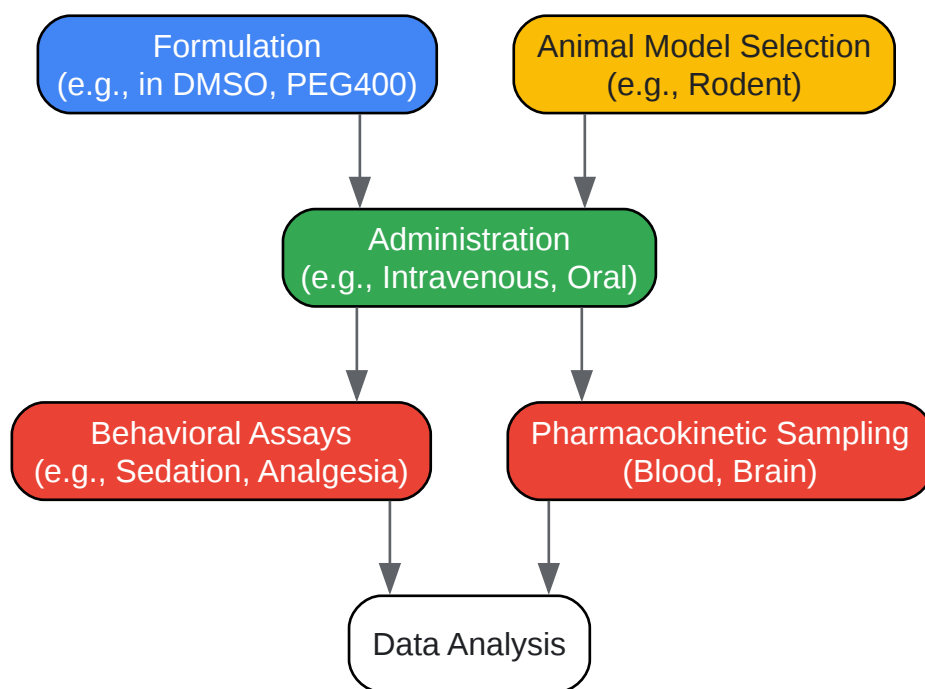 Formulation
(e.g., in DMSO, PEG400)
Animal Model Selection
(e.g., Rodent)
Administration
(e.g., Intravenous, Oral)
Behavioral Assays
(e.g., Sedation, Analgesia)
Pharmacokinetic Sampling
(Blood, Brain)
Data Analysis